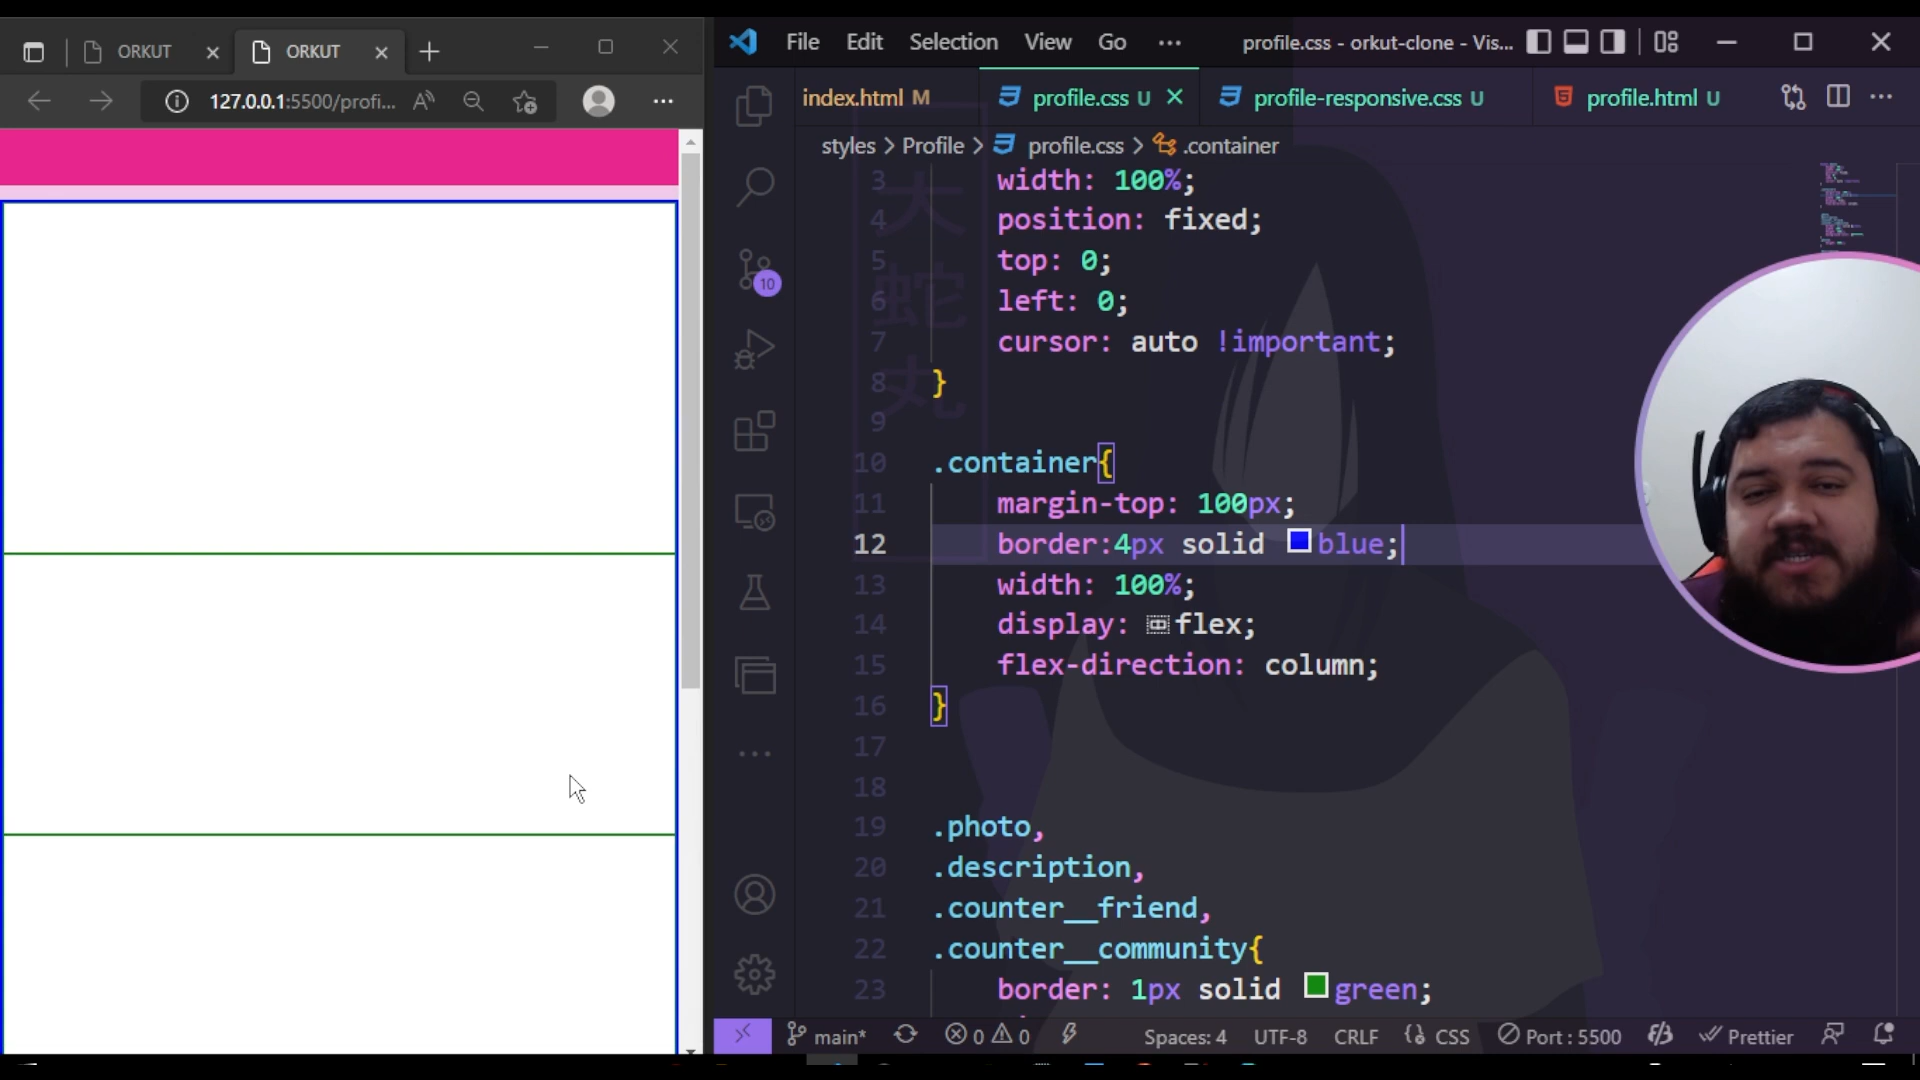 ORKUT
ORKUT
127.0.0.1:5500/profi...
File Edit Selection View Go ...
profile.css - orkut-clone - Vis...
index.html M
profile.css U
profile-responsive.css U
profile.html U
styles > Profile > profile.css > .container
3 width: 100%;
4 position: fixed;
5 top: 0;
6 left: 0;
7 cursor: auto !important;
8 }
9
10 .container{
11 margin-top: 100px;
12 border:4px solid blue;
13 width: 100%;
14 display: flex;
15 flex-direction: column;
16 }
17
18
19 .photo,
20 .description,
21 .counter__friend,
22 .counter__community{
23 border: 1px solid green;
大蛇丸
10
main* 0 0 Spaces: 4 UTF-8 CRLF CSS Port : 5500 Prettier